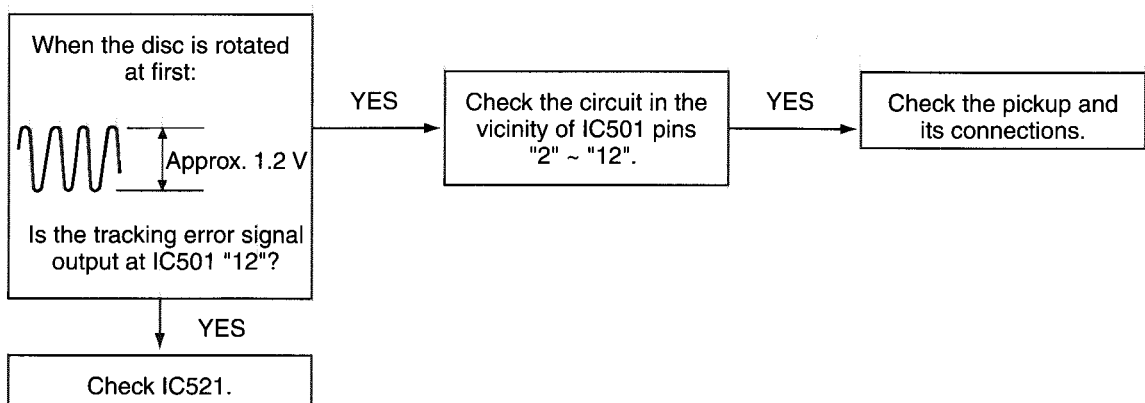 When the disc is rotated
at first:
Approx. 1.2 V
Is the tracking error signal
output at IC501 "12"?
YES
Check the circuit in the
vicinity of IC501 pins
"2" ~ "12".
YES
Check the pickup and
its connections.
YES
Check IC521.